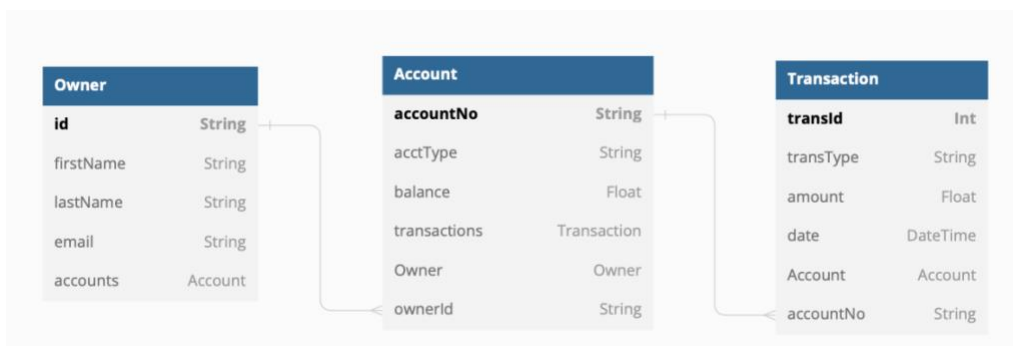 Owner
id String
firstName String
lastName String
email String
accounts Account
Account
accountNo String
acctType String
balance Float
transactions Transaction
Owner Owner
ownerId String
Transaction
transId Int
transType String
amount Float
date DateTime
Account Account
accountNo String